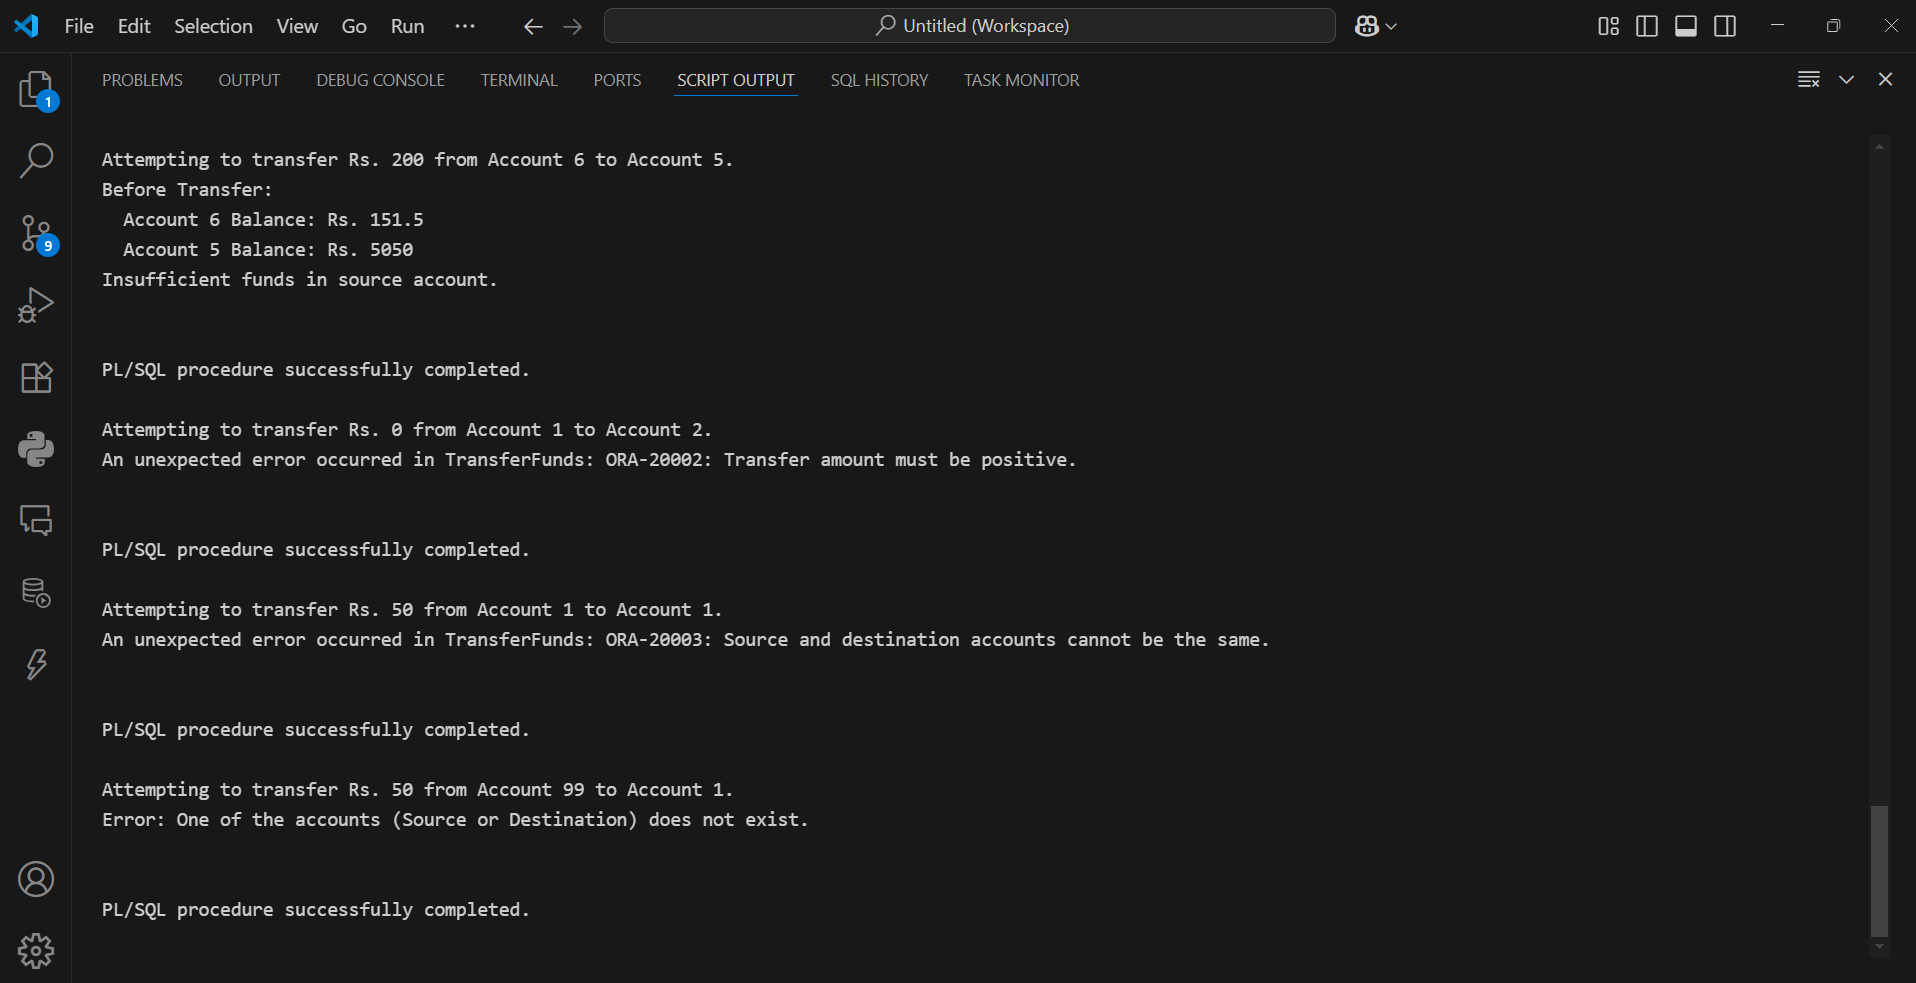 File Edit Selection View Go Run ··· Untitled (Workspace)
PROBLEMS OUTPUT DEBUG CONSOLE TERMINAL PORTS SCRIPT OUTPUT SQL HISTORY TASK MONITOR
1
9
Attempting to transfer Rs. 200 from Account 6 to Account 5.
Before Transfer:
  Account 6 Balance: Rs. 151.5
  Account 5 Balance: Rs. 5050
Insufficient funds in source account.
PL/SQL procedure successfully completed.
Attempting to transfer Rs. 0 from Account 1 to Account 2.
An unexpected error occurred in TransferFunds: ORA-20002: Transfer amount must be positive.
PL/SQL procedure successfully completed.
Attempting to transfer Rs. 50 from Account 1 to Account 1.
An unexpected error occurred in TransferFunds: ORA-20003: Source and destination accounts cannot be the same.
PL/SQL procedure successfully completed.
Attempting to transfer Rs. 50 from Account 99 to Account 1.
Error: One of the accounts (Source or Destination) does not exist.
PL/SQL procedure successfully completed.